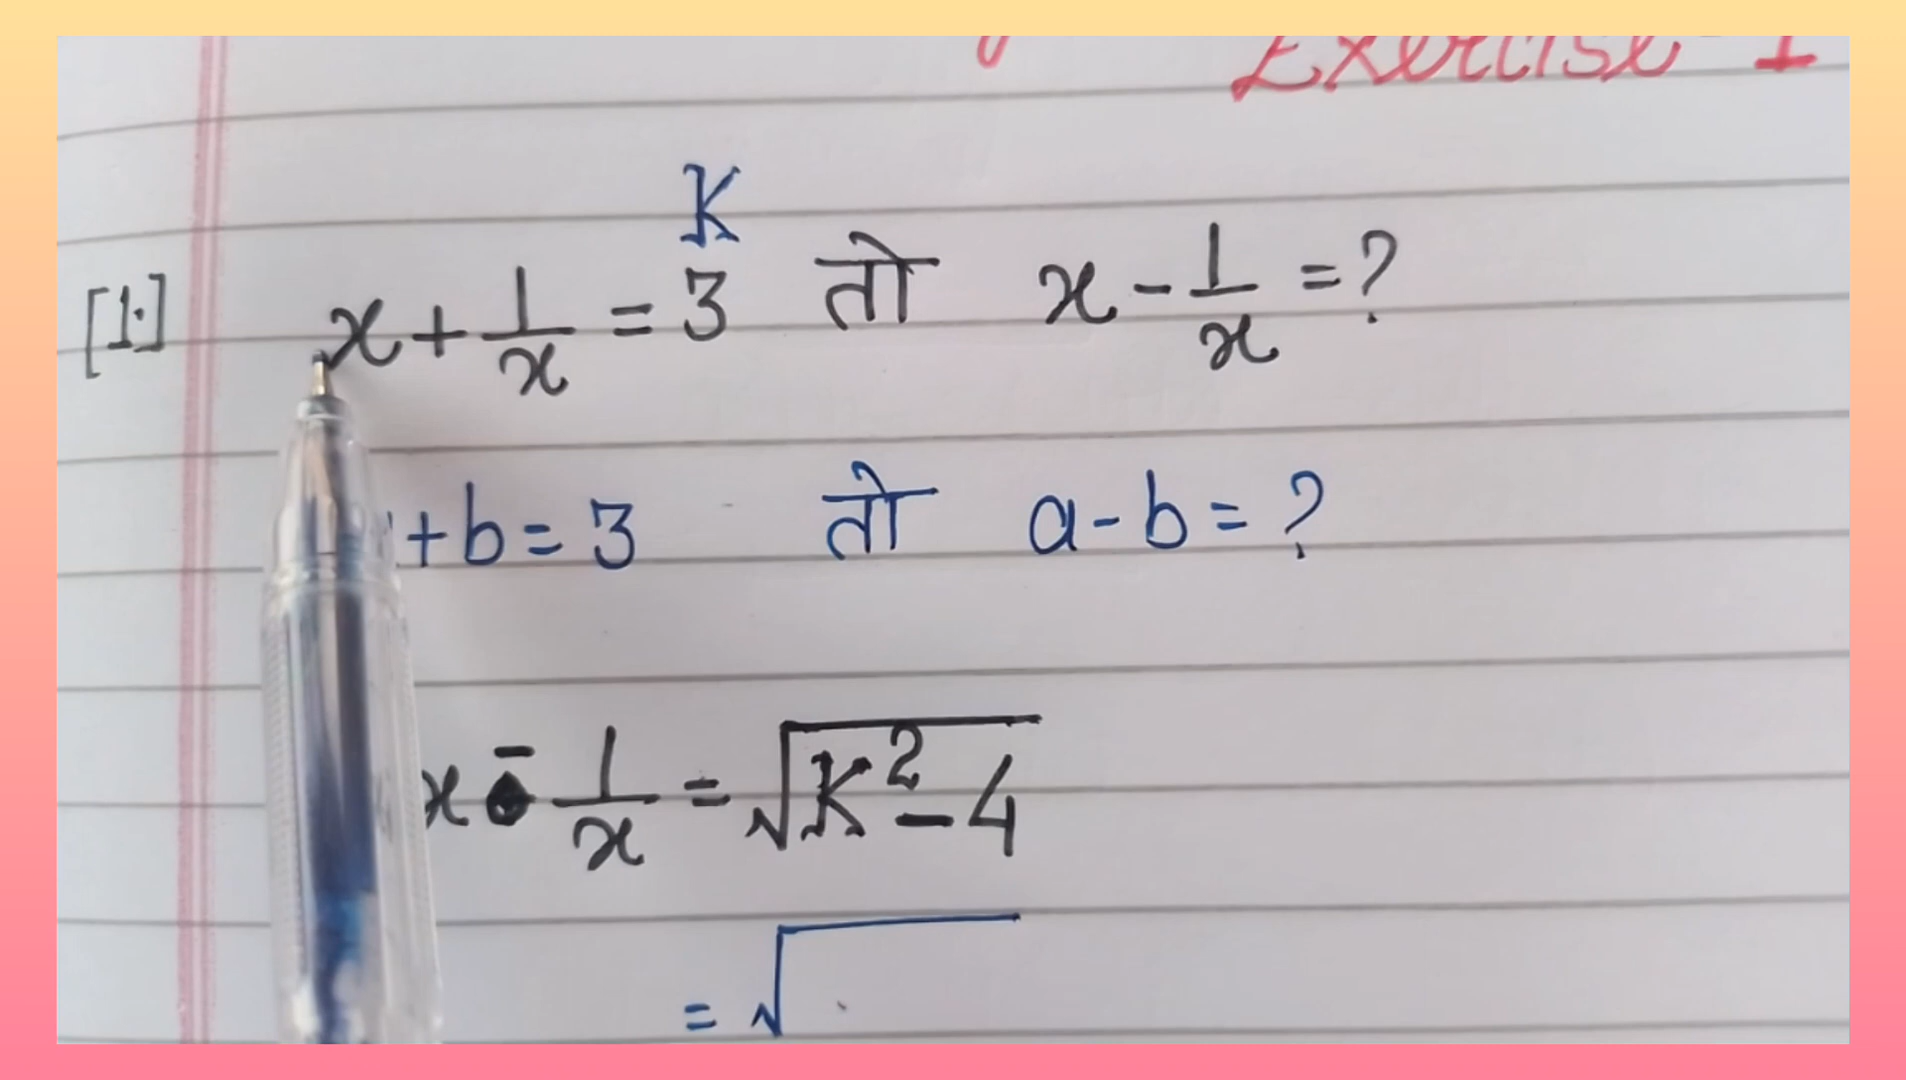 Exercise-1
K
[1.] x + 1/x = 3 तो x - 1/x = ?
+ b = 3 तो a - b = ?
x - 1/x = √K² - 4
= √